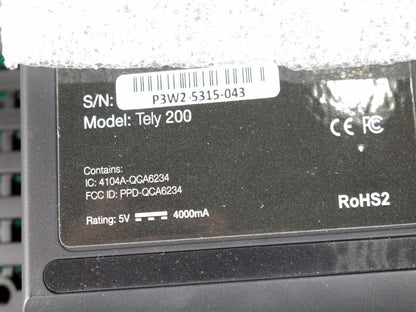 S/N: P3W2-5315-043
Model: Tely 200
CE FC
Contains:
IC: 4104A-QCA6234
FCC ID: PPD-QCA6234
RoHS2
Rating: 5V 4000mA